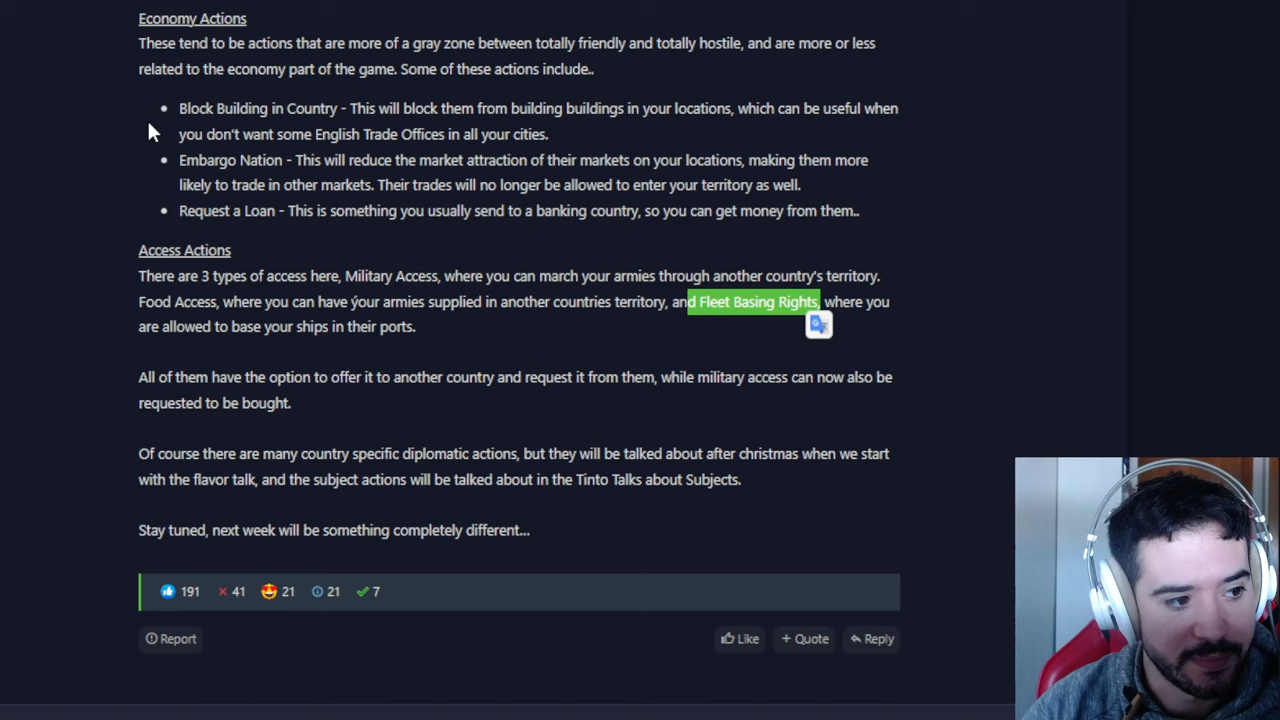 Economy Actions
These tend to be actions that are more of a gray zone between totally friendly and totally hostile, and are more or less
related to the economy part of the game. Some of these actions include..
• Block Building in Country - This will block them from building buildings in your locations, which can be useful when
you don't want some English Trade Offices in all your cities.
• Embargo Nation - This will reduce the market attraction of their markets on your locations, making them more
likely to trade in other markets. Their trades will no longer be allowed to enter your territory as well.
• Request a Loan - This is something you usually send to a banking country, so you can get money from them..
Access Actions
There are 3 types of access here, Military Access, where you can march your armies through another country's territory.
Food Access, where you can have your armies supplied in another countries territory, and Fleet Basing Rights, where you
are allowed to base your ships in their ports.
All of them have the option to offer it to another country and request it from them, while military access can now also be
requested to be bought.
Of course there are many country specific diplomatic actions, but they will be talked about after christmas when we start
with the flavor talk, and the subject actions will be talked about in the Tinto Talks about Subjects.
Stay tuned, next week will be something completely different...
191 41 21 21 7
Report Like + Quote Reply